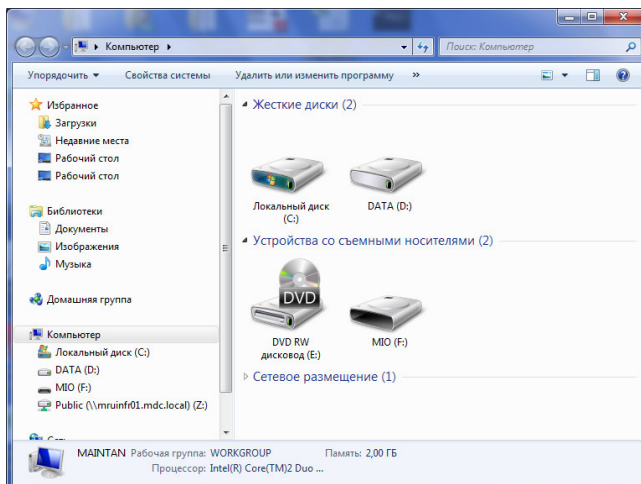 Компьютер
Поиск: Компьютер
Упорядочить
Свойства системы
Удалить или изменить программу
»
Избранное
Загрузки
Недавние места
Рабочий стол
Рабочий стол
Библиотеки
Документы
Изображения
Музыка
Домашняя группа
Компьютер
Локальный диск (C:)
DATA (D:)
MIO (F:)
Public (\\mruinfr01.mdc.local) (Z:)
Жесткие диски (2)
Локальный диск
(C:)
DATA (D:)
Устройства со съемными носителями (2)
DVD
DVD RW
дисковод (E:)
MIO (F:)
Сетевое размещение (1)
MAINTAN Рабочая группа: WORKGROUP Память: 2,00 ГБ
Процессор: Intel(R) Core(TM)2 Duo ...